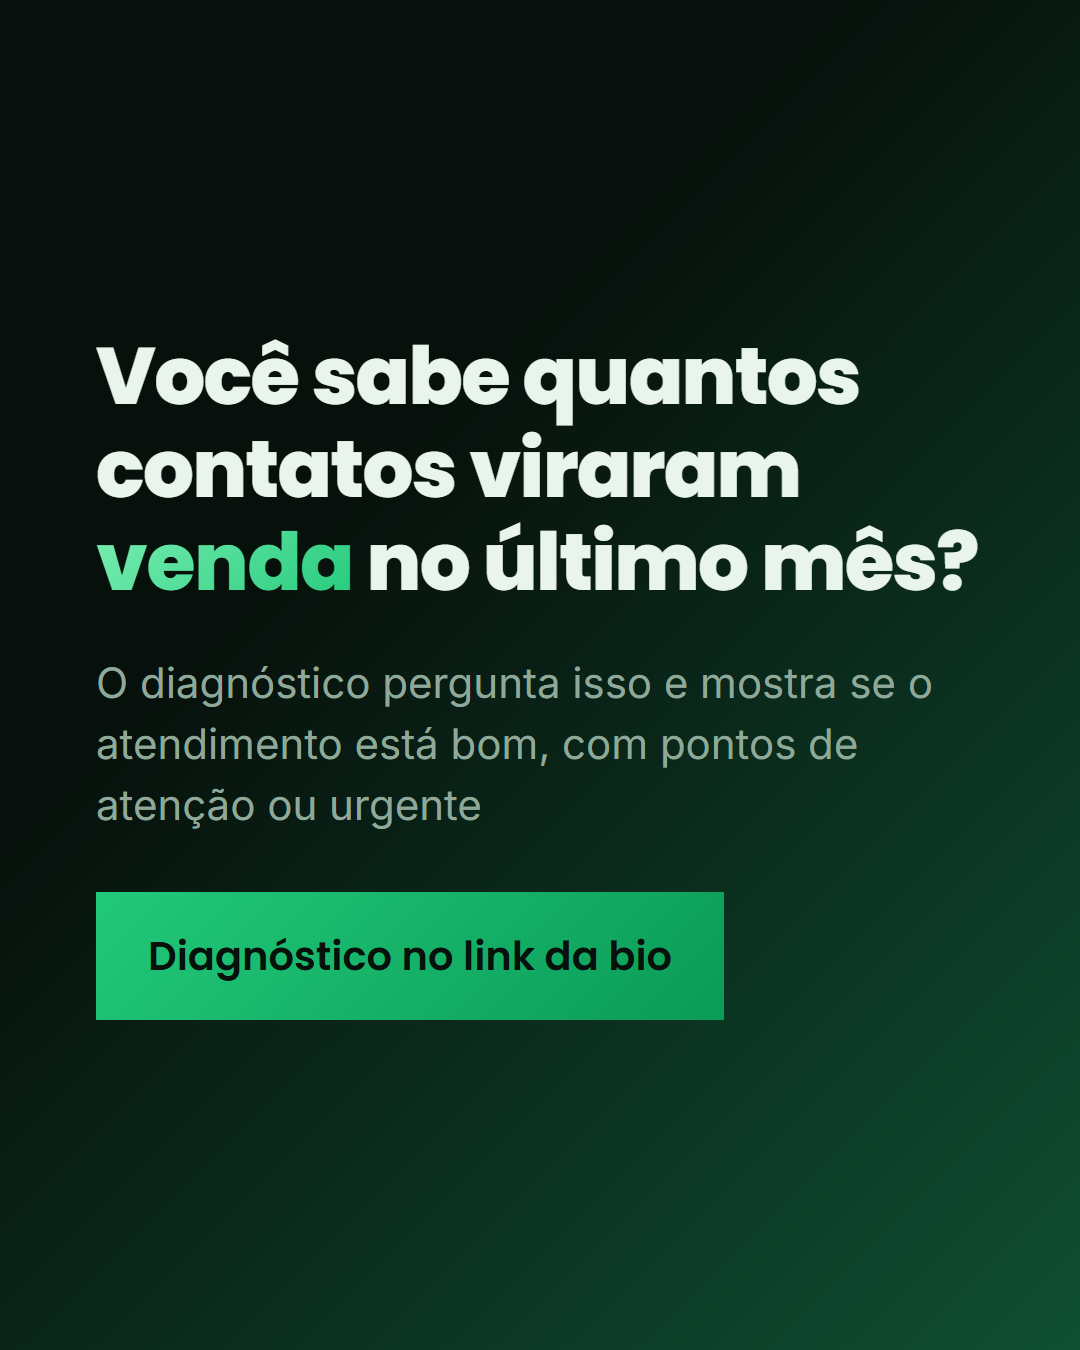 Você sabe quantos
contatos viraram
venda no último mês?
O diagnóstico pergunta isso e mostra se o
atendimento está bom, com pontos de
atenção ou urgente
Diagnóstico no link da bio